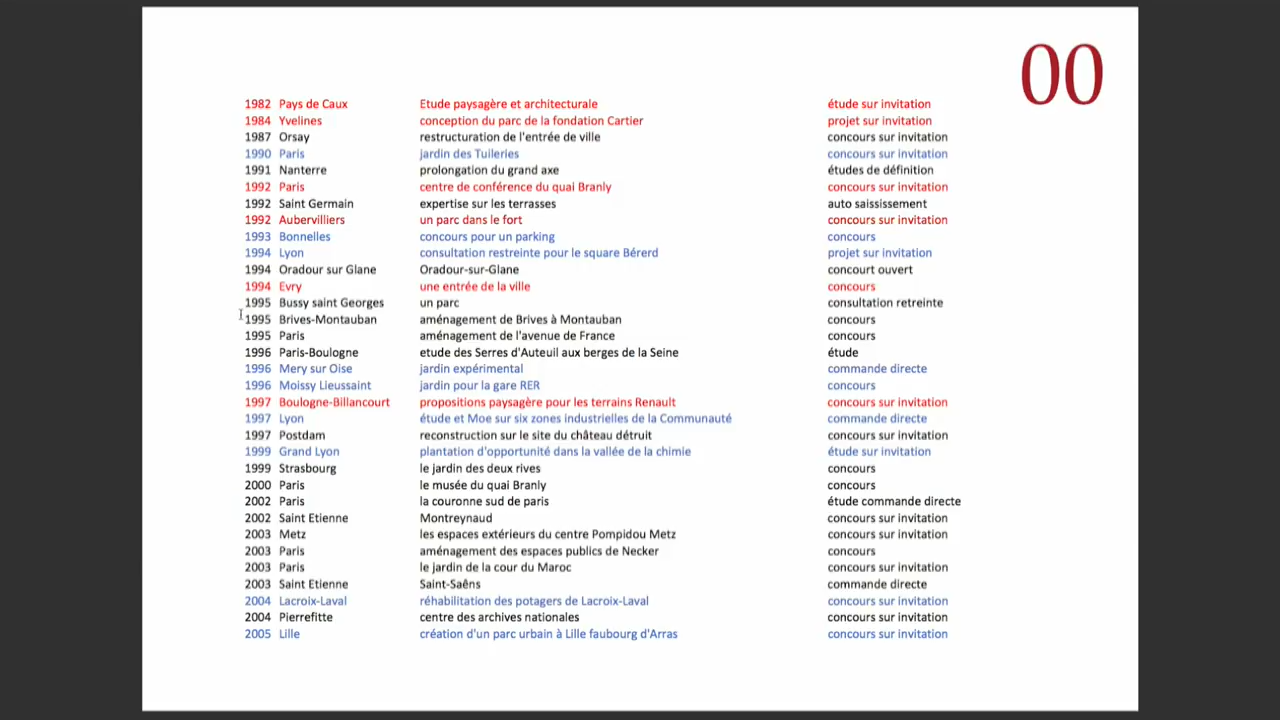 00
1982 Pays de Caux Etude paysagère et architecturale étude sur invitation
1984 Yvelines conception du parc de la fondation Cartier projet sur invitation
1987 Orsay restructuration de l'entrée de ville concours sur invitation
1990 Paris jardin des Tuileries concours sur invitation
1991 Nanterre prolongation du grand axe études de définition
1992 Paris centre de conférence du quai Branly concours sur invitation
1992 Saint Germain expertise sur les terrasses auto saississement
1992 Aubervilliers un parc dans le fort concours sur invitation
1993 Bonnelles concours pour un parking concours
1994 Lyon consultation restreinte pour le square Bérerd projet sur invitation
1994 Oradour sur Glane Oradour-sur-Glane concourt ouvert
1994 Evry une entrée de la ville concours
1995 Bussy saint Georges un parc consultation retreinte
1995 Brives-Montauban aménagement de Brives à Montauban concours
1995 Paris aménagement de l'avenue de France concours
1996 Paris-Boulogne etude des Serres d'Auteuil aux berges de la Seine étude
1996 Mery sur Oise jardin expérimental commande directe
1996 Moissy Lieussaint jardin pour la gare RER concours
1997 Boulogne-Billancourt propositions paysagère pour les terrains Renault concours sur invitation
1997 Lyon étude et Moe sur six zones industrielles de la Communauté commande directe
1997 Postdam reconstruction sur le site du château détruit concours sur invitation
1999 Grand Lyon plantation d'opportunité dans la vallée de la chimie étude sur invitation
1999 Strasbourg le jardin des deux rives concours
2000 Paris le musée du quai Branly concours
2002 Paris la couronne sud de paris étude commande directe
2002 Saint Etienne Montreynaud concours sur invitation
2003 Metz les espaces extérieurs du centre Pompidou Metz concours sur invitation
2003 Paris aménagement des espaces publics de Necker concours
2003 Paris le jardin de la cour du Maroc concours sur invitation
2003 Saint Etienne Saint-Saêns commande directe
2004 Lacroix-Laval réhabilitation des potagers de Lacroix-Laval concours sur invitation
2004 Pierrefitte centre des archives nationales concours sur invitation
2005 Lille création d'un parc urbain à Lille faubourg d'Arras concours sur invitation